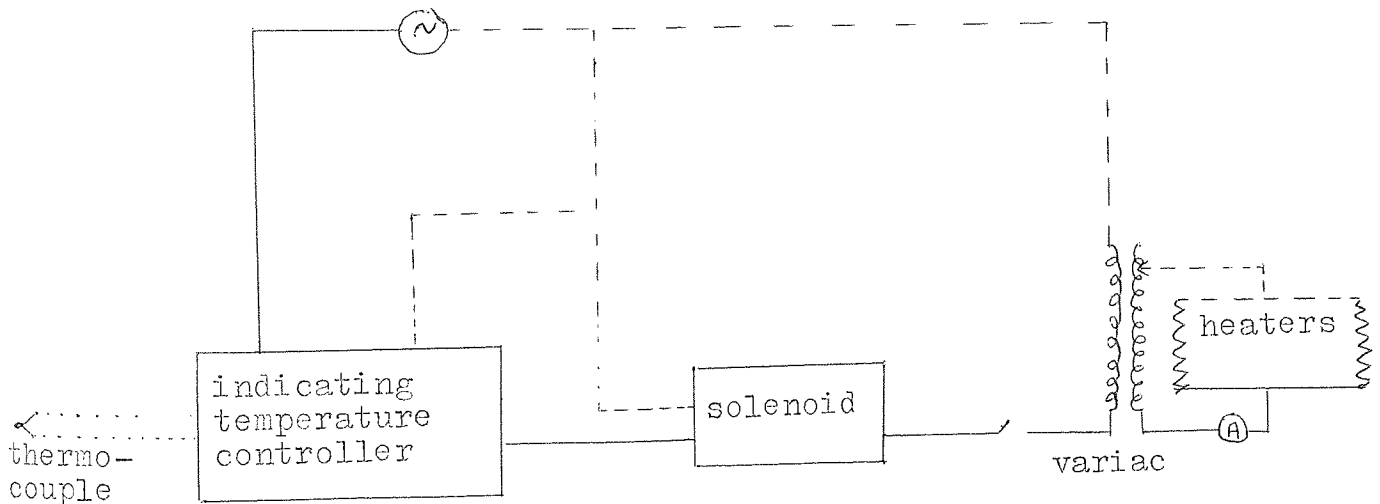 ~
indicating
temperature
controller
thermo-
couple
solenoid
variac
heaters
A